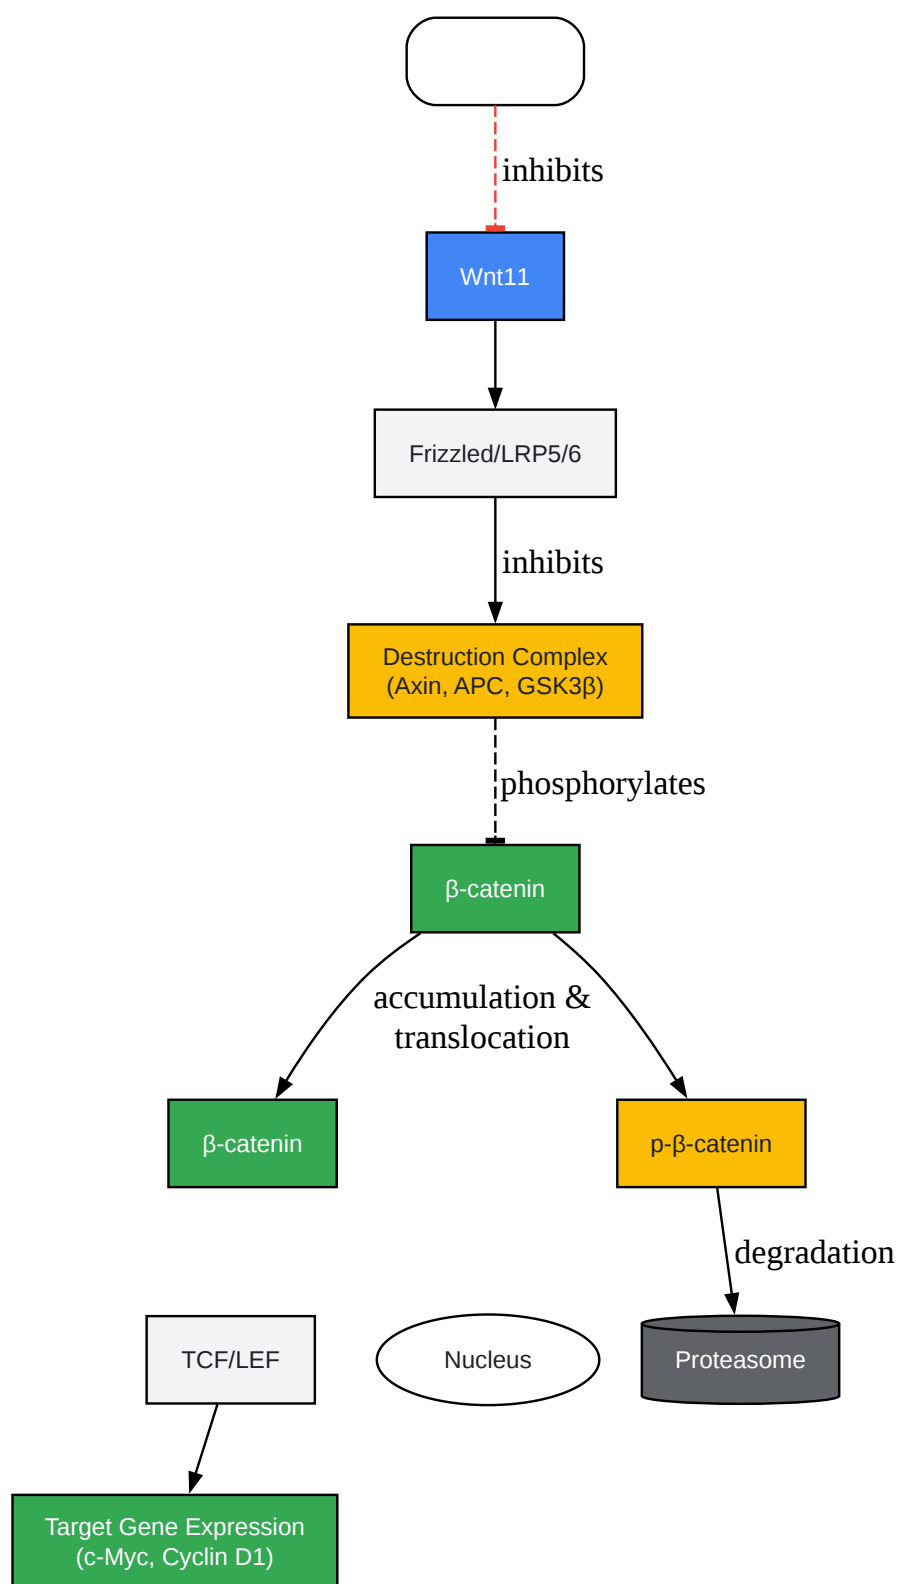 inhibits
Wnt11
Frizzled/LRP5/6
inhibits
Destruction Complex
(Axin, APC, GSK3β)
phosphorylates
β-catenin
accumulation &
translocation
β-catenin
p-β-catenin
degradation
TCF/LEF
Nucleus
Proteasome
Target Gene Expression
(c-Myc, Cyclin D1)